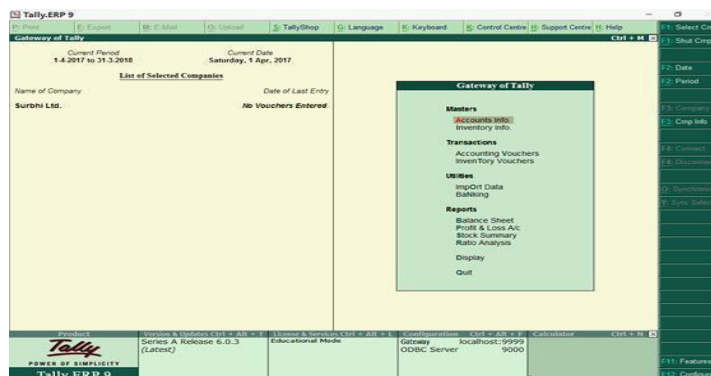 Tally.ERP 9
P: Print E: Export M: E-Mail O: Upload S: TallyShop G: Language K: Keyboard K: Control Centre H: Support Centre H: Help
F1: Select Cm
Gateway of Tally Ctrl + M
F1: Shut Cmp
Current Period Current Date
1-4-2017 to 31-3-2018 Saturday, 1 Apr, 2017
F2: Date
List of Selected Companies
F2: Period
Name of Company Date of Last Entry
Gateway of Tally
Surbhi Ltd. No Vouchers Entered
F3: Company
Masters
Accounts Info.
F3: Cmp Info
Inventory Info.
Transactions
F4: Connect
Accounting Vouchers
F4: Disconnec
InvenTory Vouchers
Utilities
ImpOrt Data
BaNking
Reports
Balance Sheet
Profit & Loss A/c
Stock Summary
Ratio Analysis
Display
Quit
Product Version & Updates Ctrl + Alt + T License & Services Ctrl + Alt + L Configuration Ctrl + Alt + F Calculator Ctrl + N
Tally
POWER OF SIMPLICITY
Tally.ERP 9
Series A Release 6.0.3
(Latest)
Educational Mode
Gateway localhost:9999
ODBC Server 9000
F11: Features
F12: Configure